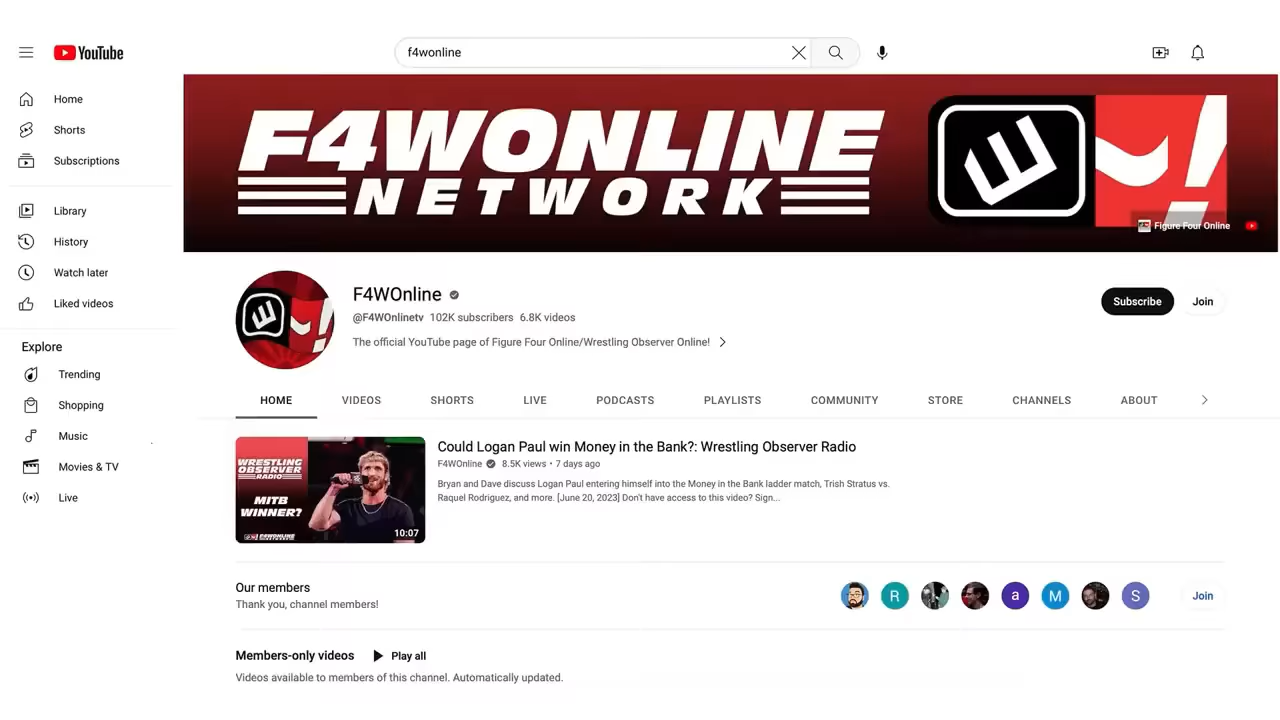 YouTube
f4wonline
Home
Shorts
Subscriptions
Library
History
Watch later
Liked videos
Explore
Trending
Shopping
Music
Movies & TV
Live
F4WONLINE
NETWORK
Figure Four Online
F4WOnline
@F4WOnlinetv 102K subscribers 6.8K videos
The official YouTube page of Figure Four Online/Wrestling Observer Online!
Subscribe
Join
HOME VIDEOS SHORTS LIVE PODCASTS PLAYLISTS COMMUNITY STORE CHANNELS ABOUT
WRESTLING
OBSERVER
RADIO
MITB
WINNER?
F4WONLINE
NETWORK
10:07
Could Logan Paul win Money in the Bank?: Wrestling Observer Radio
F4WOnline 8.5K views • 7 days ago
Bryan and Dave discuss Logan Paul entering himself into the Money in the Bank ladder match, Trish Stratus vs.
Raquel Rodriguez, and more. [June 20, 2023] Don't have access to this video? Sign...
Our members
Thank you, channel members!
R a M S
Join
Members-only videos Play all
Videos available to members of this channel. Automatically updated.